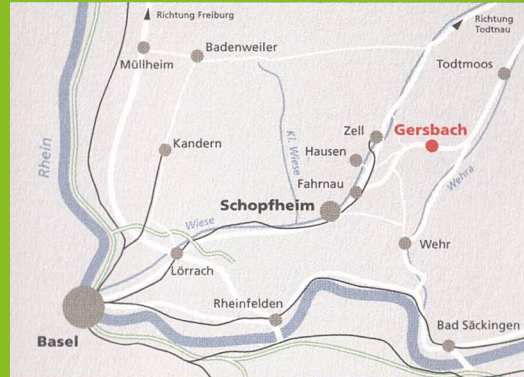 Richtung Freiburg
Richtung
Todtnau
Badenweiler
Müllheim
Todtmoos
Zell
Gersbach
Kandern
Hausen
Kl. Wiese
Rhein
Fahrnau
Wehra
Schopfheim
Wiese
Wehr
Lörrach
Rheinfelden
Bad Säckingen
Basel